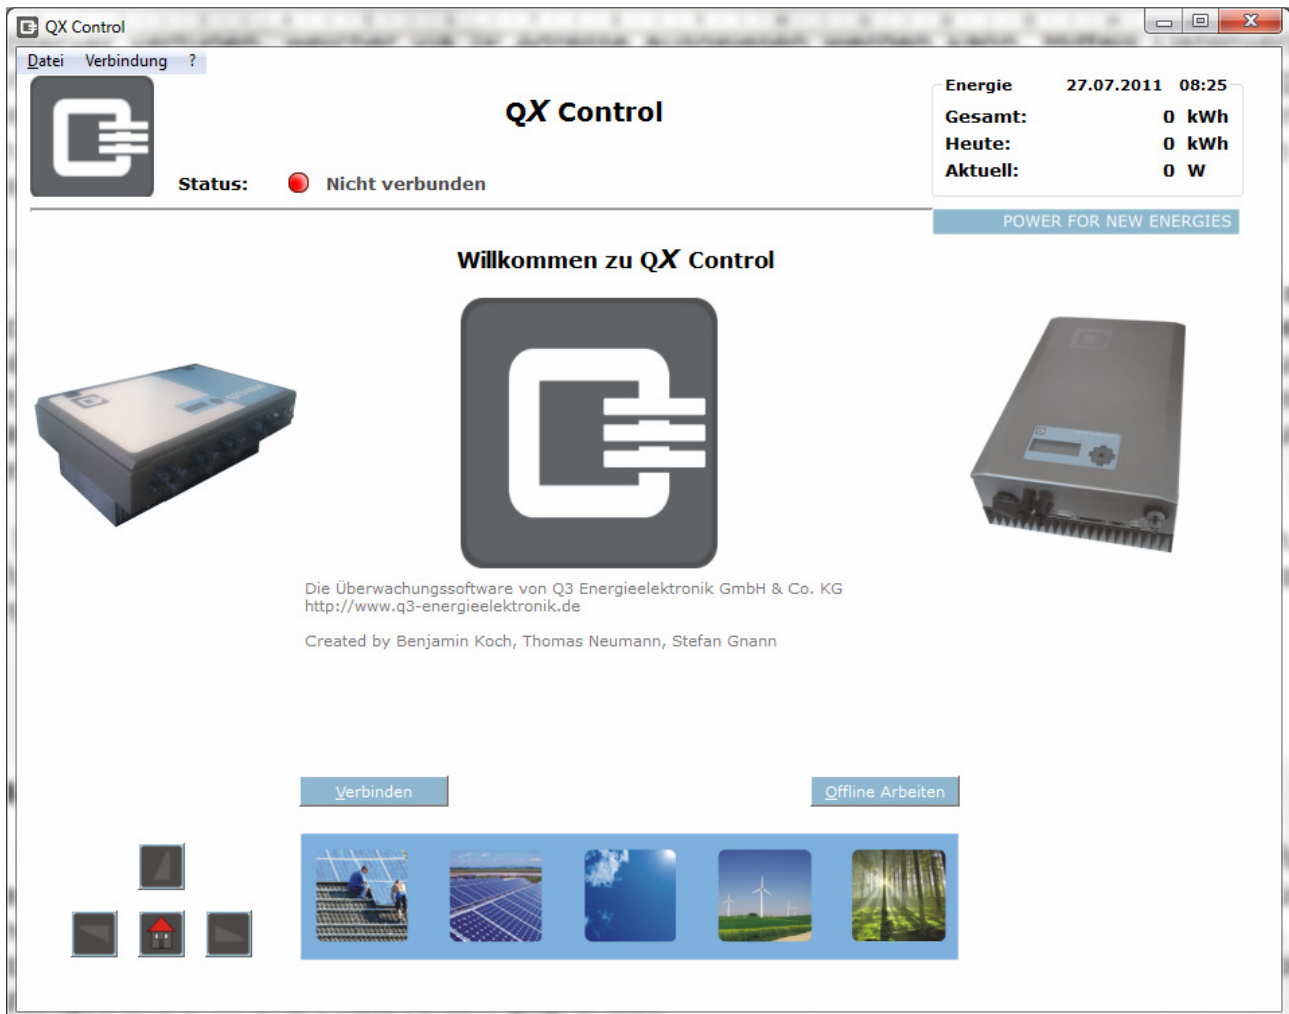 QX Control
Datei Verbindung ?
QX Control
Status: Nicht verbunden
Energie 27.07.2011 08:25
Gesamt: 0 kWh
Heute: 0 kWh
Aktuell: 0 W
POWER FOR NEW ENERGIES
Willkommen zu QX Control
Die Überwachungssoftware von Q3 Energieelektronik GmbH & Co. KG
http://www.q3-energieelektronik.de
Created by Benjamin Koch, Thomas Neumann, Stefan Gnann
Verbinden
Offline Arbeiten